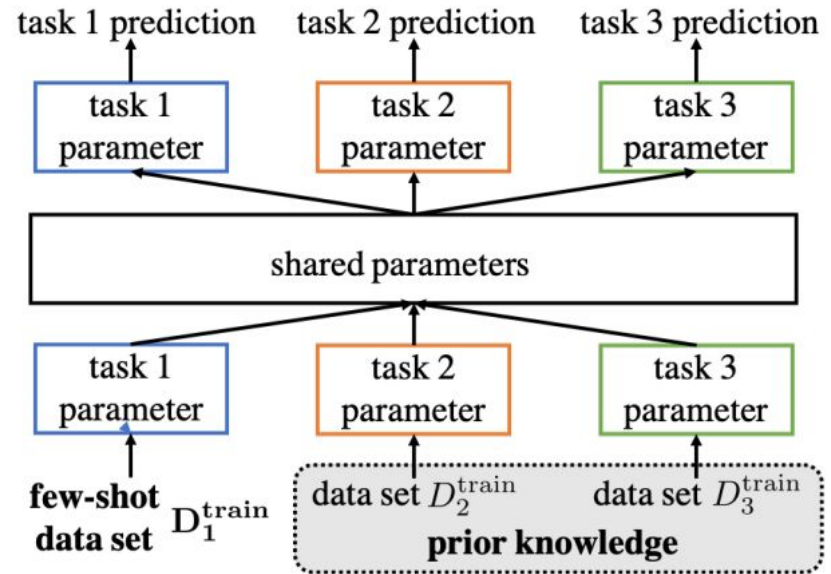 task 1 prediction task 2 prediction task 3 prediction
task 1 parameter
task 2 parameter
task 3 parameter
shared parameters
task 1 parameter
task 2 parameter
task 3 parameter
few-shot data set D_1^train
data set D_2^train data set D_3^train
prior knowledge